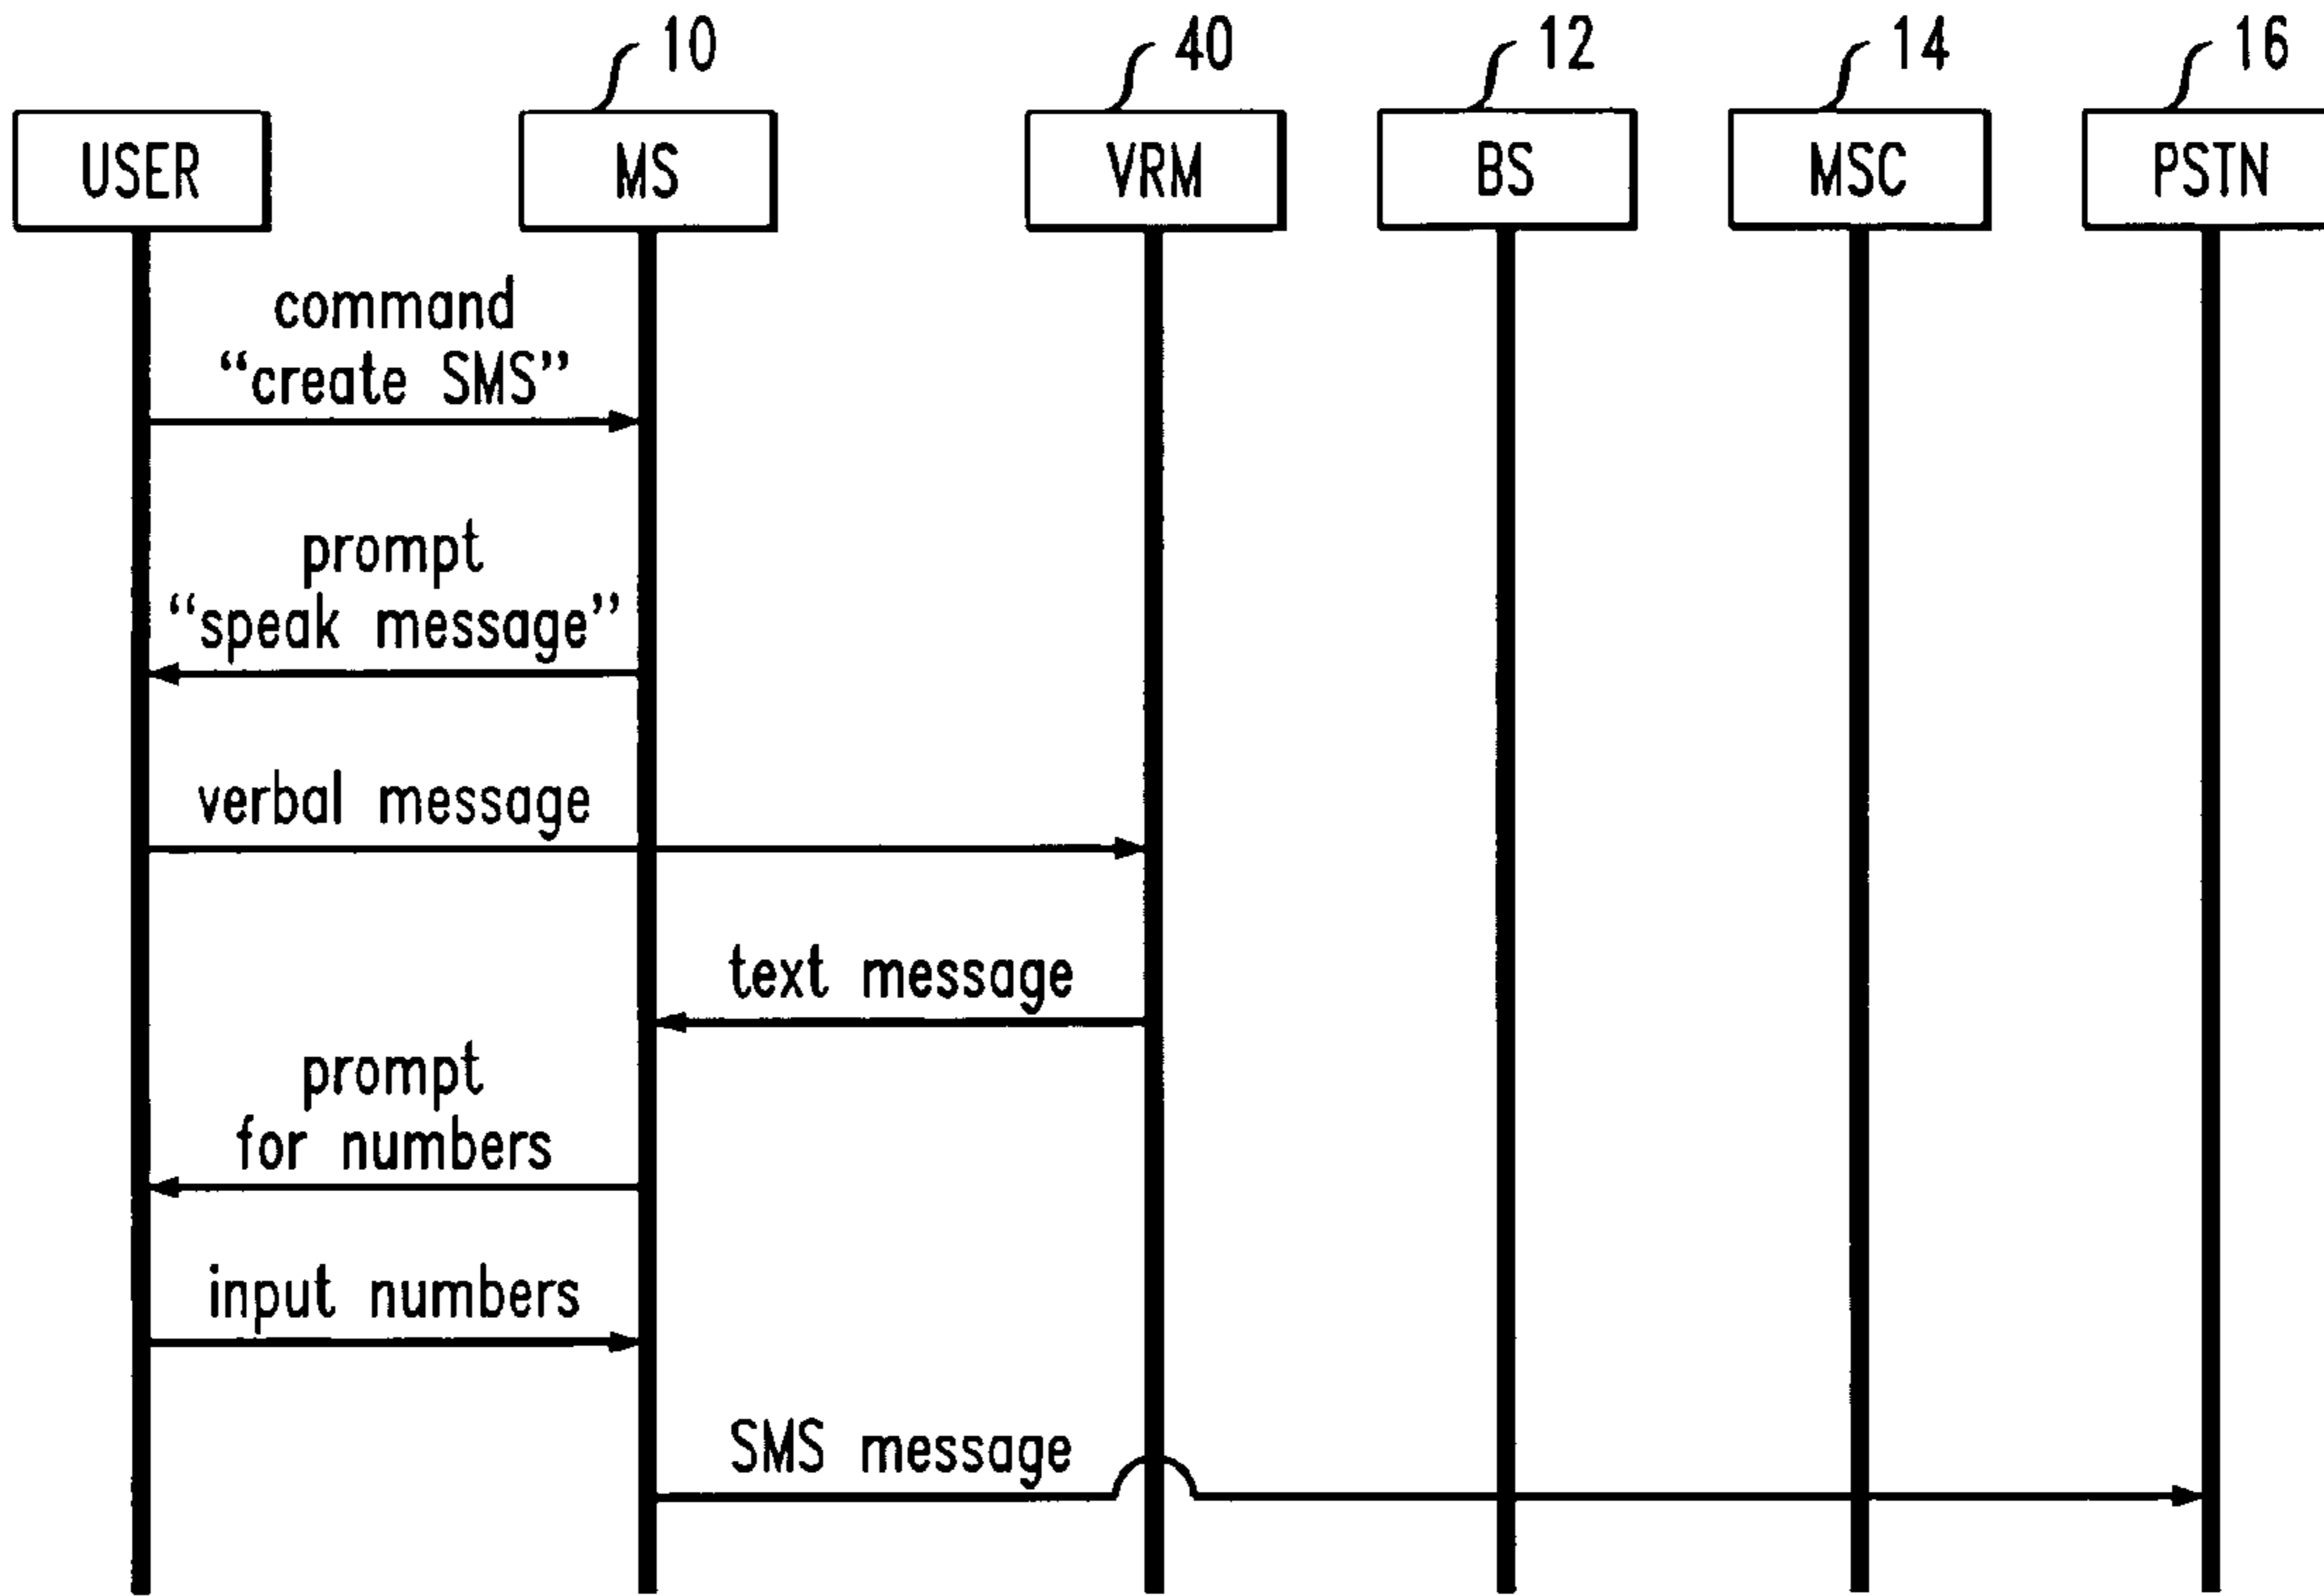 10
40
12
14
16
USER
MS
VRM
BS
MSC
PSTN
command
“create SMS”
prompt
“speak message”
verbal message
text message
prompt
for numbers
input numbers
SMS message